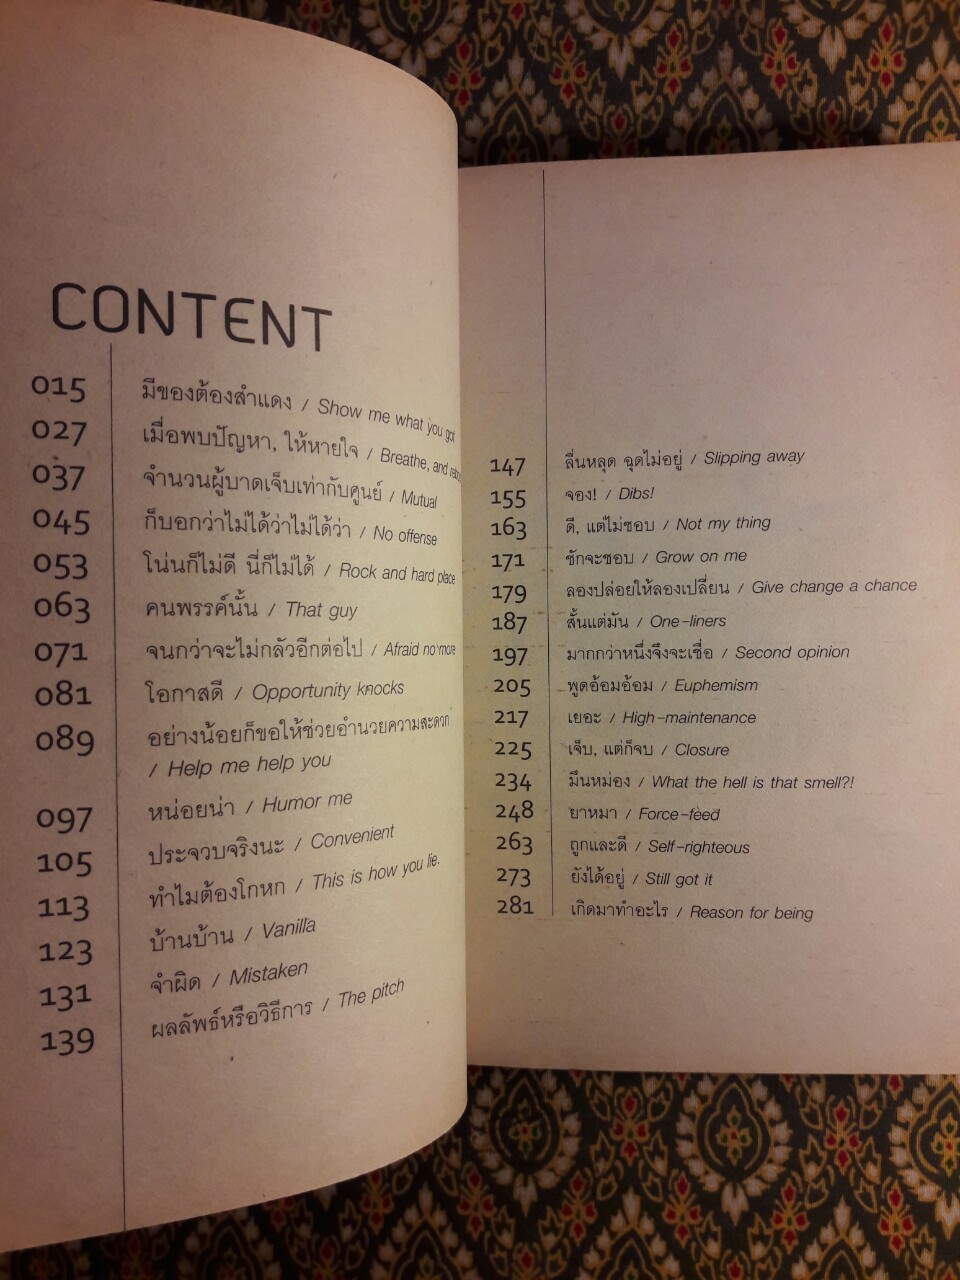 CONTENT
015 มีของต้องสำแดง / Show me what you got
027 เมื่อพบปัญหา, ให้หายใจ / Breathe, and
037 จำนวนผู้บาดเจ็บเท่ากับศูนย์ / Mutual
045 ก็บอกว่าไม่ได้ว่าไม่ได้ว่า / No offense
053 โน่นก็ไม่ดี นี่ก็ไม่ได้ / Rock and hard place
063 คนพรรค์นั้น / That guy
071 จนกว่าจะไม่กลัวอีกต่อไป / Afraid no more
081 โอกาสดี / Opportunity knocks
089 อย่างน้อยก็ขอให้ช่วยอำนวยความสะดวก
/ Help me help you
097 หน่อยน่า / Humor me
105 ประจวบจริงนะ / Convenient
113 ทำไมต้องโกหก / This is how you lie.
123 บ้านบ้าน / Vanilla
131 จำผิด / Mistaken
139 ผลลัพธ์หรือวิธีการ / The pitch
147 ลื่นหลุด ฉุดไม่อยู่ / Slipping away
155 จอง! / Dibs!
163 ดี, แต่ไม่ชอบ / Not my thing
171 ชักจะชอบ / Grow on me
179 ลองปล่อยให้ลองเปลี่ยน / Give change a chance
187 สั้นแต่มัน / One-liners
197 มากกว่าหนึ่งจึงจะเชื่อ / Second opinion
205 พูดอ้อมอ้อม / Euphemism
217 เยอะ / High-maintenance
225 เจ็บ, แต่ก็จบ / Closure
234 มึนหม่อง / What the hell is that smell?!
248 ยาหมา / Force-feed
263 ถูกและดี / Self-righteous
273 ยังได้อยู่ / Still got it
281 เกิดมาทำอะไร / Reason for being